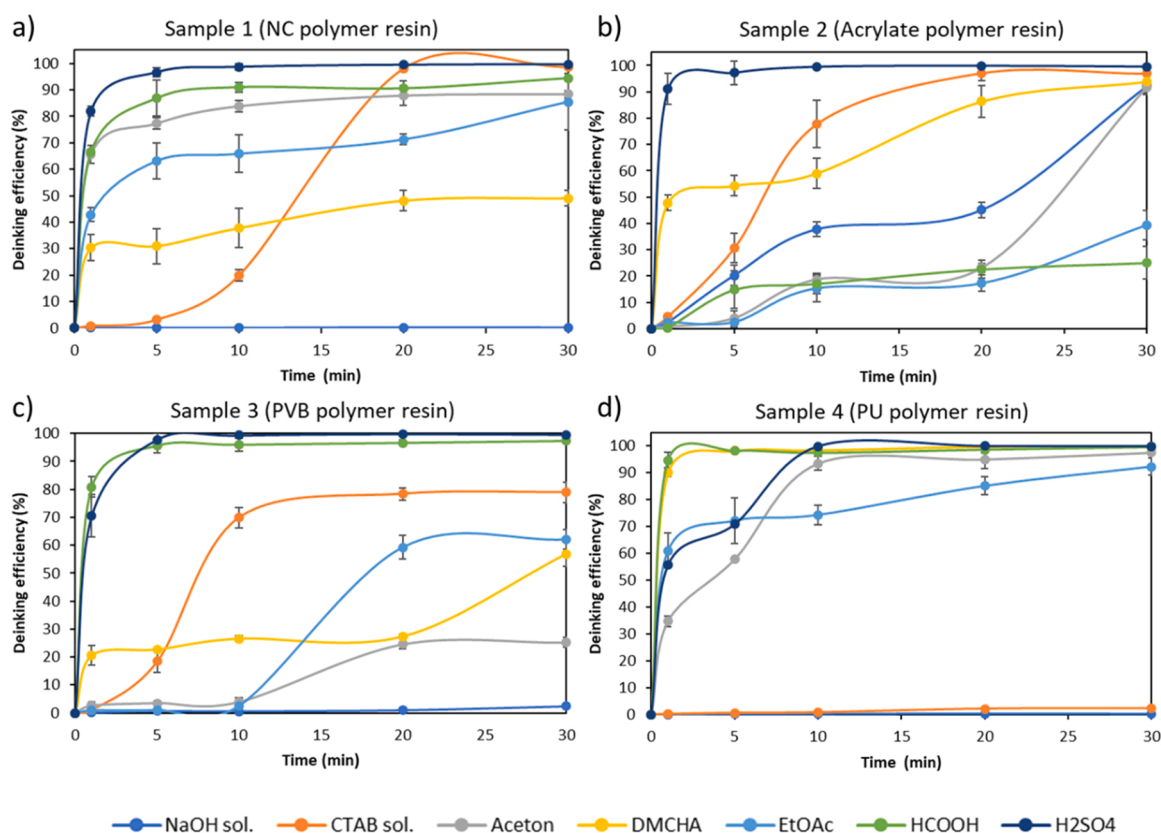 a)
Sample 1 (NC polymer resin)
Deinking efficiency (%)
100
90
80
70
60
50
40
30
20
10
0
0 5 10 15 20 25 30
Time (min)
b)
Sample 2 (Acrylate polymer resin)
Deinking efficiency (%)
100
90
80
70
60
50
40
30
20
10
0
0 5 10 15 20 25 30
Time (min)
c)
Sample 3 (PVB polymer resin)
Deinking efficiency (%)
100
90
80
70
60
50
40
30
20
10
0
0 5 10 15 20 25 30
Time (min)
d)
Sample 4 (PU polymer resin)
Deinking efficiency (%)
100
90
80
70
60
50
40
30
20
10
0
0 5 10 15 20 25 30
Time (min)
NaOH sol. CTAB sol. Aceton DMCHA EtOAc HCOOH H2SO4